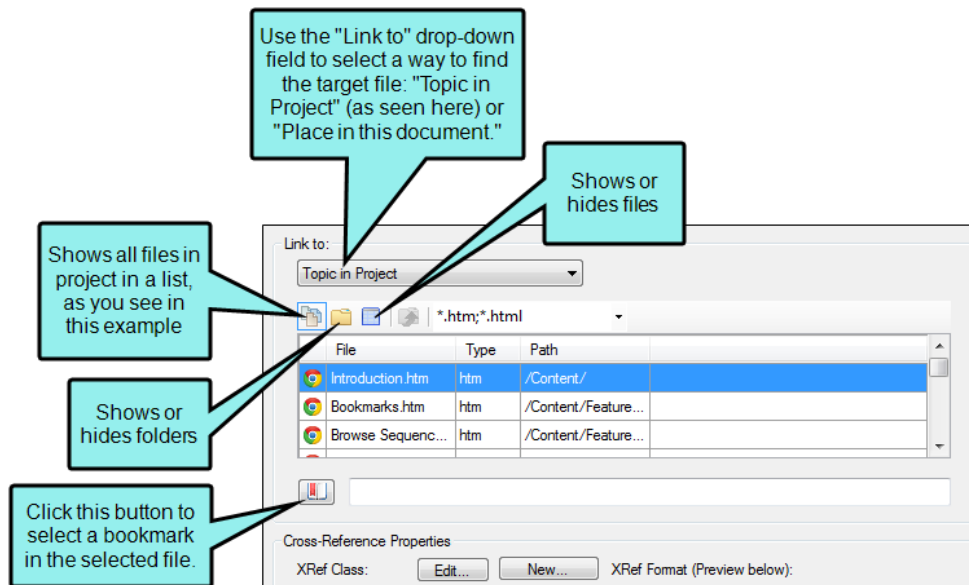 Use the "Link to" drop-down
field to select a way to find
the target file: "Topic in
Project" (as seen here) or
"Place in this document."
Shows or
hides files
Shows all files in
project in a list,
as you see in
this example
Shows or
hides folders
Click this button to
select a bookmark
in the selected file.
Link to:
Topic in Project
*.htm;*.html
File Type Path
Introduction.htm htm /Content/
Bookmarks.htm htm /Content/Feature...
Browse Sequenc... htm /Content/Feature...
Cross-Reference Properties
XRef Class: Edit... New... XRef Format (Preview below):